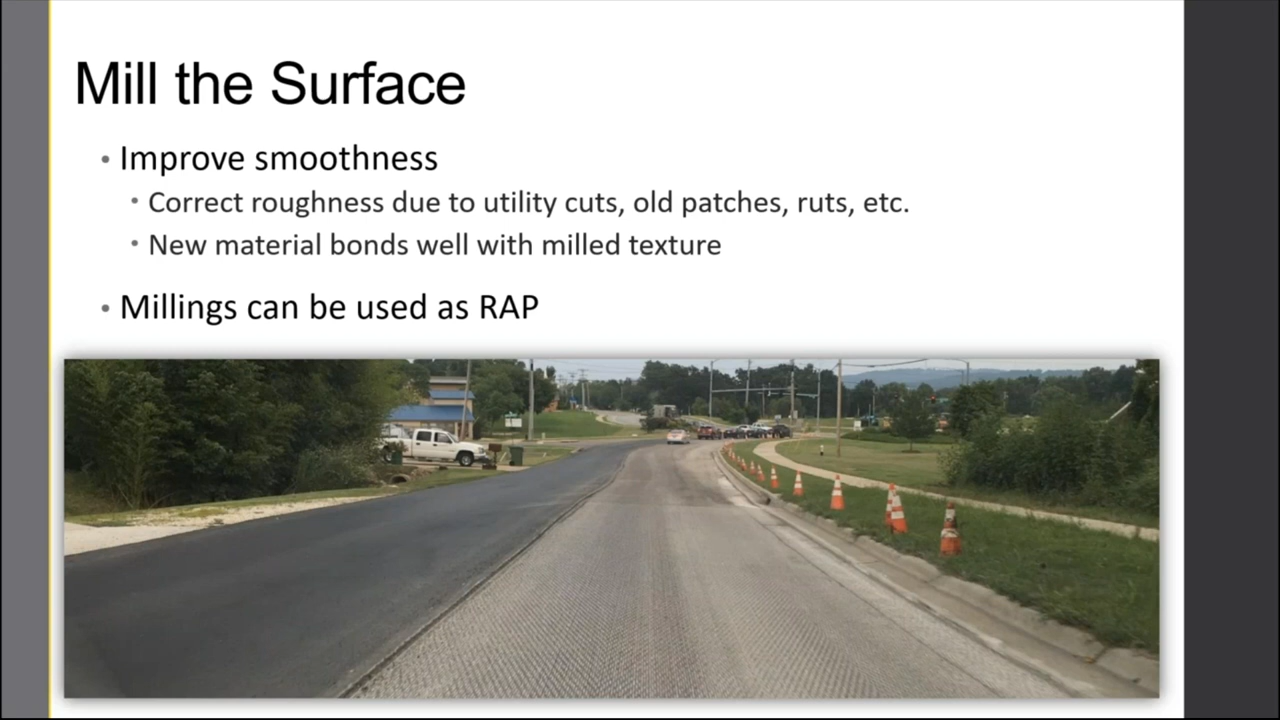 Mill the Surface
• Improve smoothness
• Correct roughness due to utility cuts, old patches, ruts, etc.
• New material bonds well with milled texture
• Millings can be used as RAP